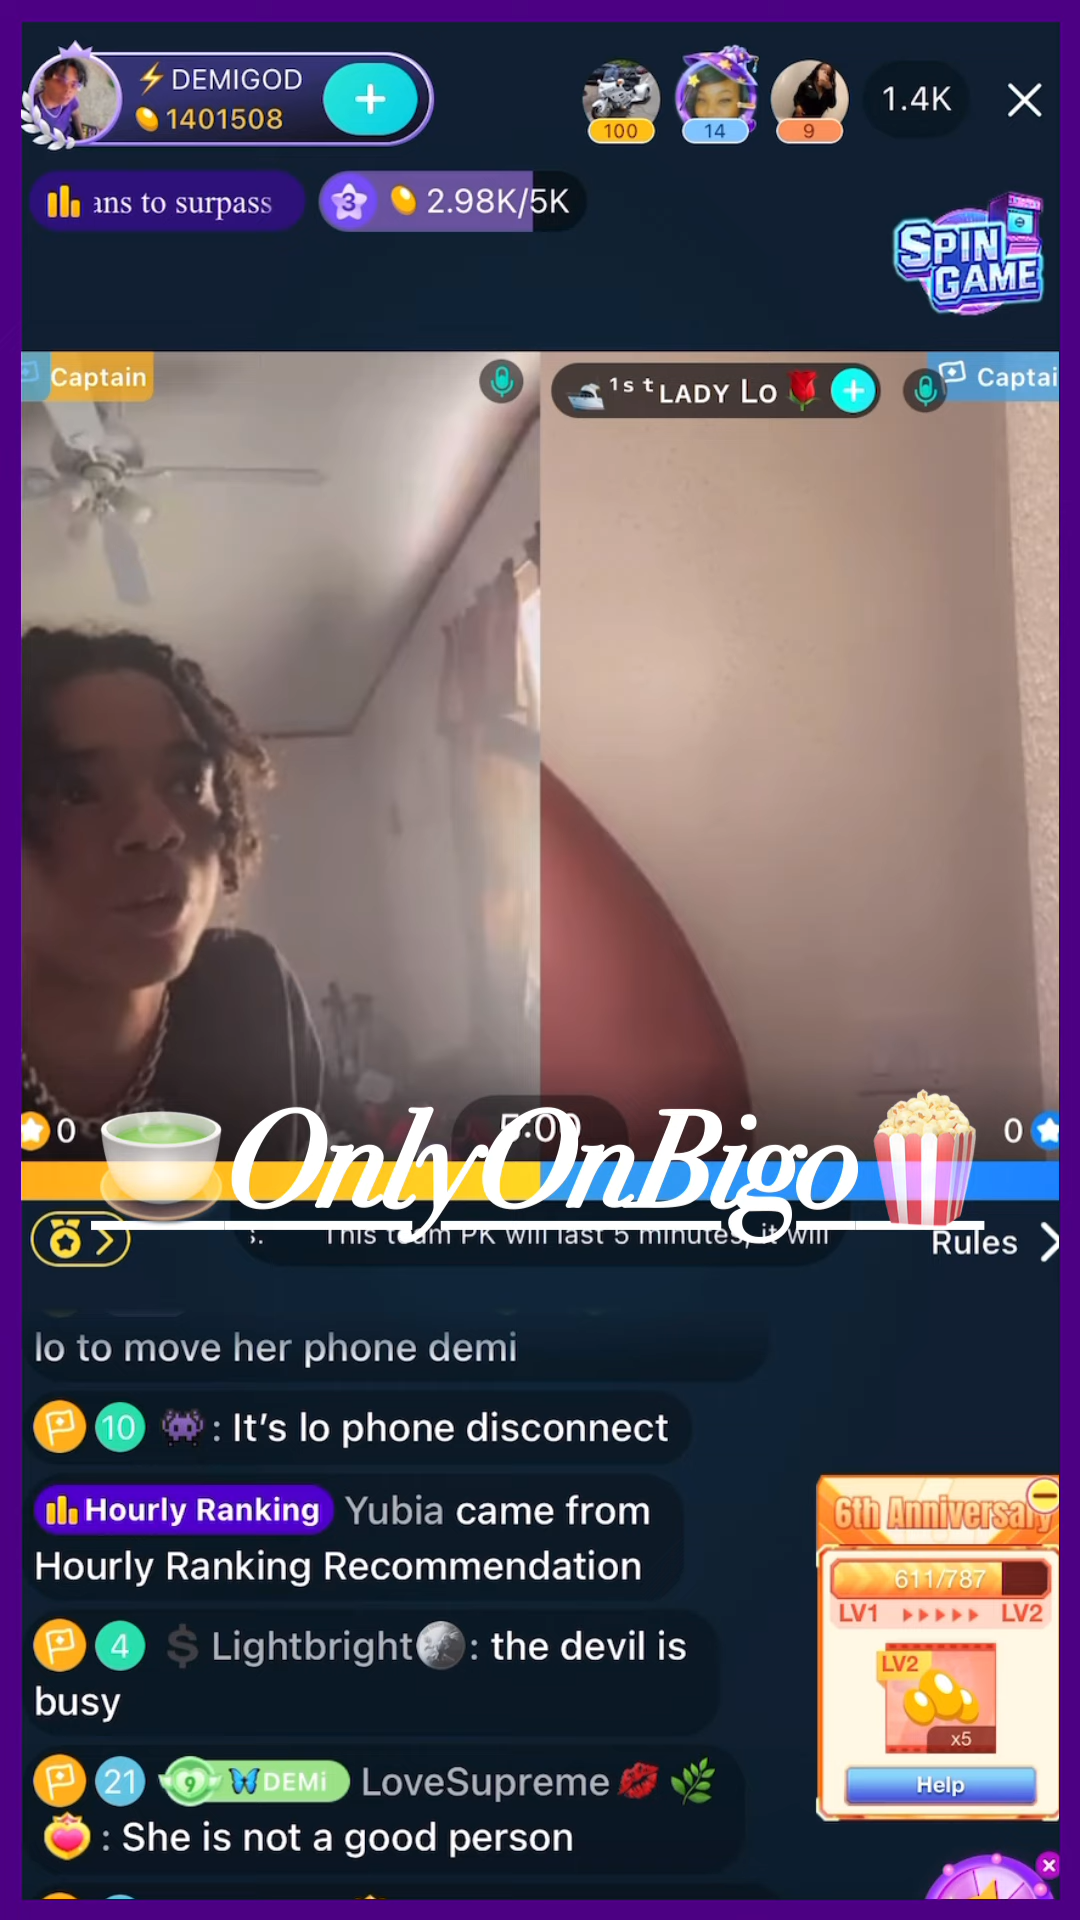 ⚡DEMIGOD
1401508
100
14
9
1.4K
ans to surpass
3
2.98K/5K
SPIN
GAME
Captain
¹ˢᵗLADY LO🌹
Captai
0
5:00
0
🍵OnlyOnBigo🍿
s.
This team PK will last 5 minutes, it will
Rules
lo to move her phone demi
10 👾: It's lo phone disconnect
Hourly Ranking Yubia came from
Hourly Ranking Recommendation
4 💲Lightbright🌚: the devil is
busy
21 9 🦋DEMi LoveSupreme💋🌿
: She is not a good person
6th Anniversary
611/787
LV1 LV2
LV2
x5
Help